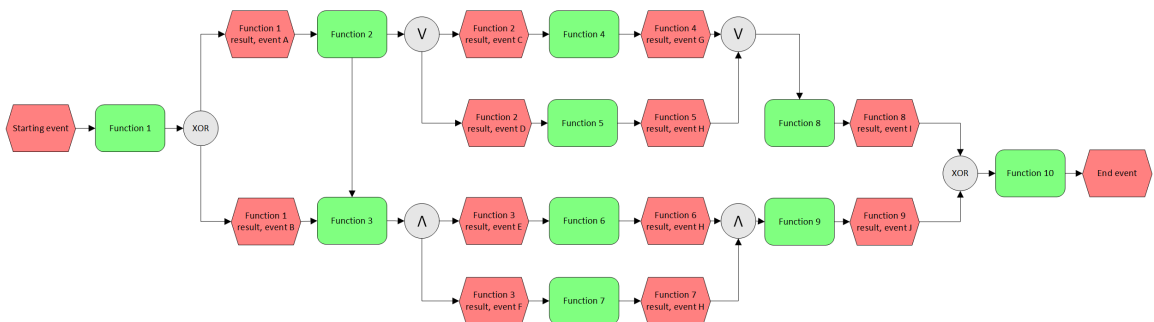 Function 1
result, event A
Function 2
V
Function 2
result, event C
Function 4
Function 4
result, event G
V
Starting event
Function 1
XOR
Function 2
result, event D
Function 5
Function 5
result, event H
Function 8
Function 8
result, event I
XOR
Function 10
End event
Function 1
result, event B
Function 3
Λ
Function 3
result, event E
Function 6
Function 6
result, event H
Λ
Function 9
Function 9
result, event J
Function 3
result, event F
Function 7
Function 7
result, event H